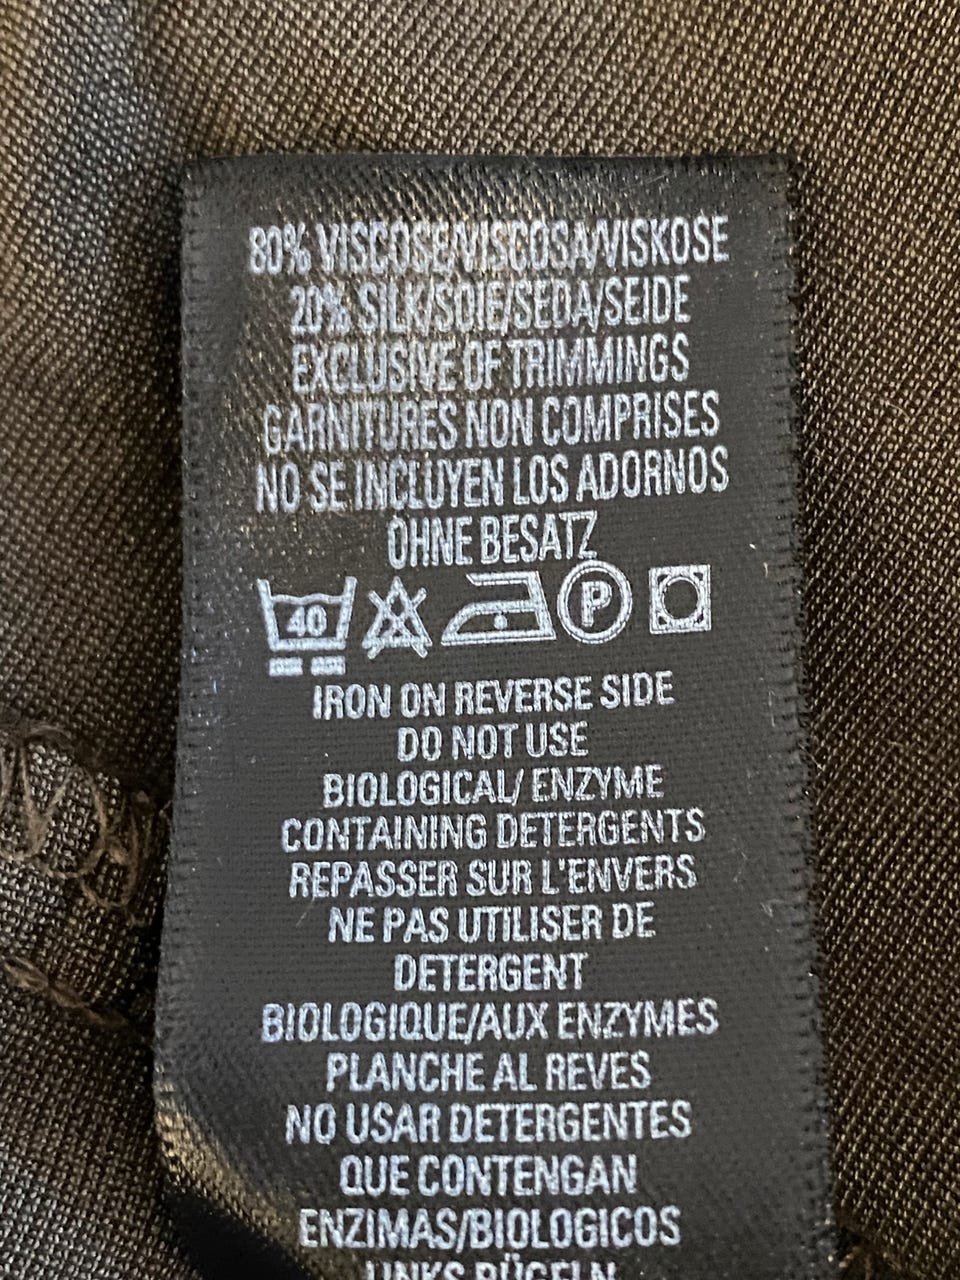 80% VISCOSE/VISCOSA/VISKOSE
20% SILK/SOIE/SEDA/SEIDE
EXCLUSIVE OF TRIMMINGS
GARNITURES NON COMPRISES
NO SE INCLUYEN LOS ADORNOS
OHNE BESATZ
40 P
IRON ON REVERSE SIDE
DO NOT USE
BIOLOGICAL/ ENZYME
CONTAINING DETERGENTS
REPASSER SUR L'ENVERS
NE PAS UTILISER DE
DETERGENT
BIOLOGIQUE/AUX ENZYMES
PLANCHE AL REVES
NO USAR DETERGENTES
QUE CONTENGAN
ENZIMAS/BIOLOGICOS
LINKS BÜGELN